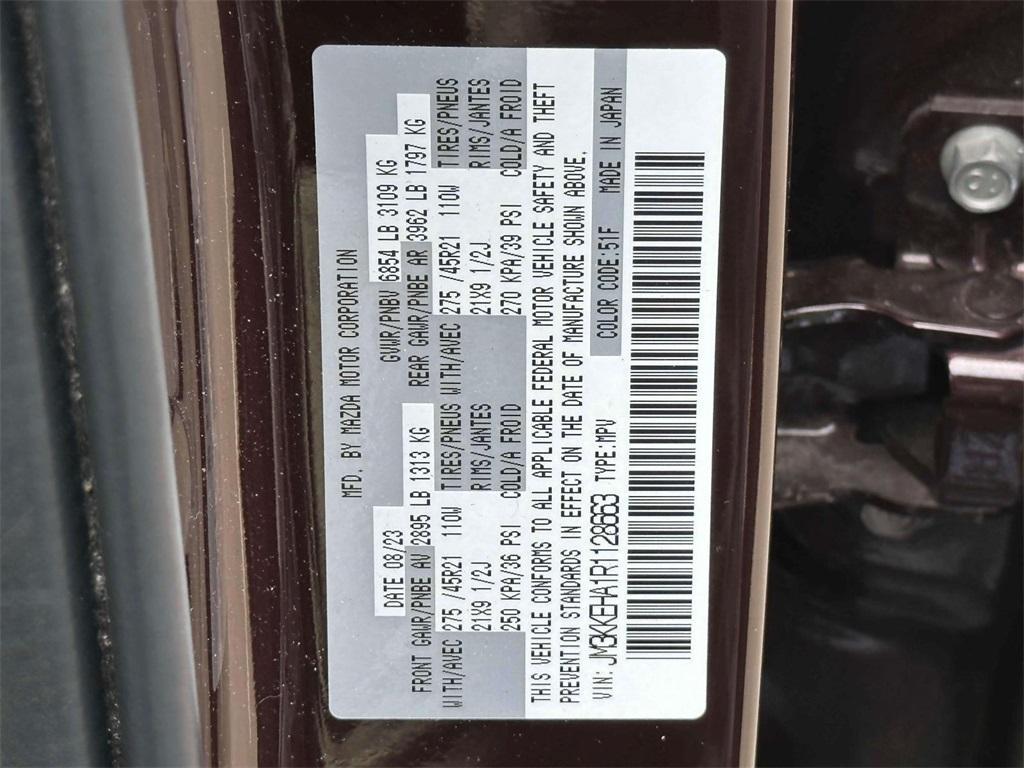 MFD. BY MAZDA MOTOR CORPORATION
DATE 08/23 GVWR/PNBV 6854 LB 3109 KG
FRONT GAWR/PNBE AV 2895 LB 1313 KG REAR GAWR/PNBE AR 3962 LB 1797 KG
WITH/AVEC 275 /45R21 110W TIRES/PNEUS WITH/AVEC 275 /45R21 110W TIRES/PNEUS
21X9 1/2J RIMS/JANTES 21X9 1/2J RIMS/JANTES
250 KPA/36 PSI COLD/A FROID 270 KPA/39 PSI COLD/A FROID
THIS VEHICLE CONFORMS TO ALL APPLICABLE FEDERAL MOTOR VEHICLE SAFETY AND THEFT
PREVENTION STANDARDS IN EFFECT ON THE DATE OF MANUFACTURE SHOWN ABOVE.
VIN: JM3KKEHA1R1128663 TYPE:MPV COLOR CODE:51F MADE IN JAPAN